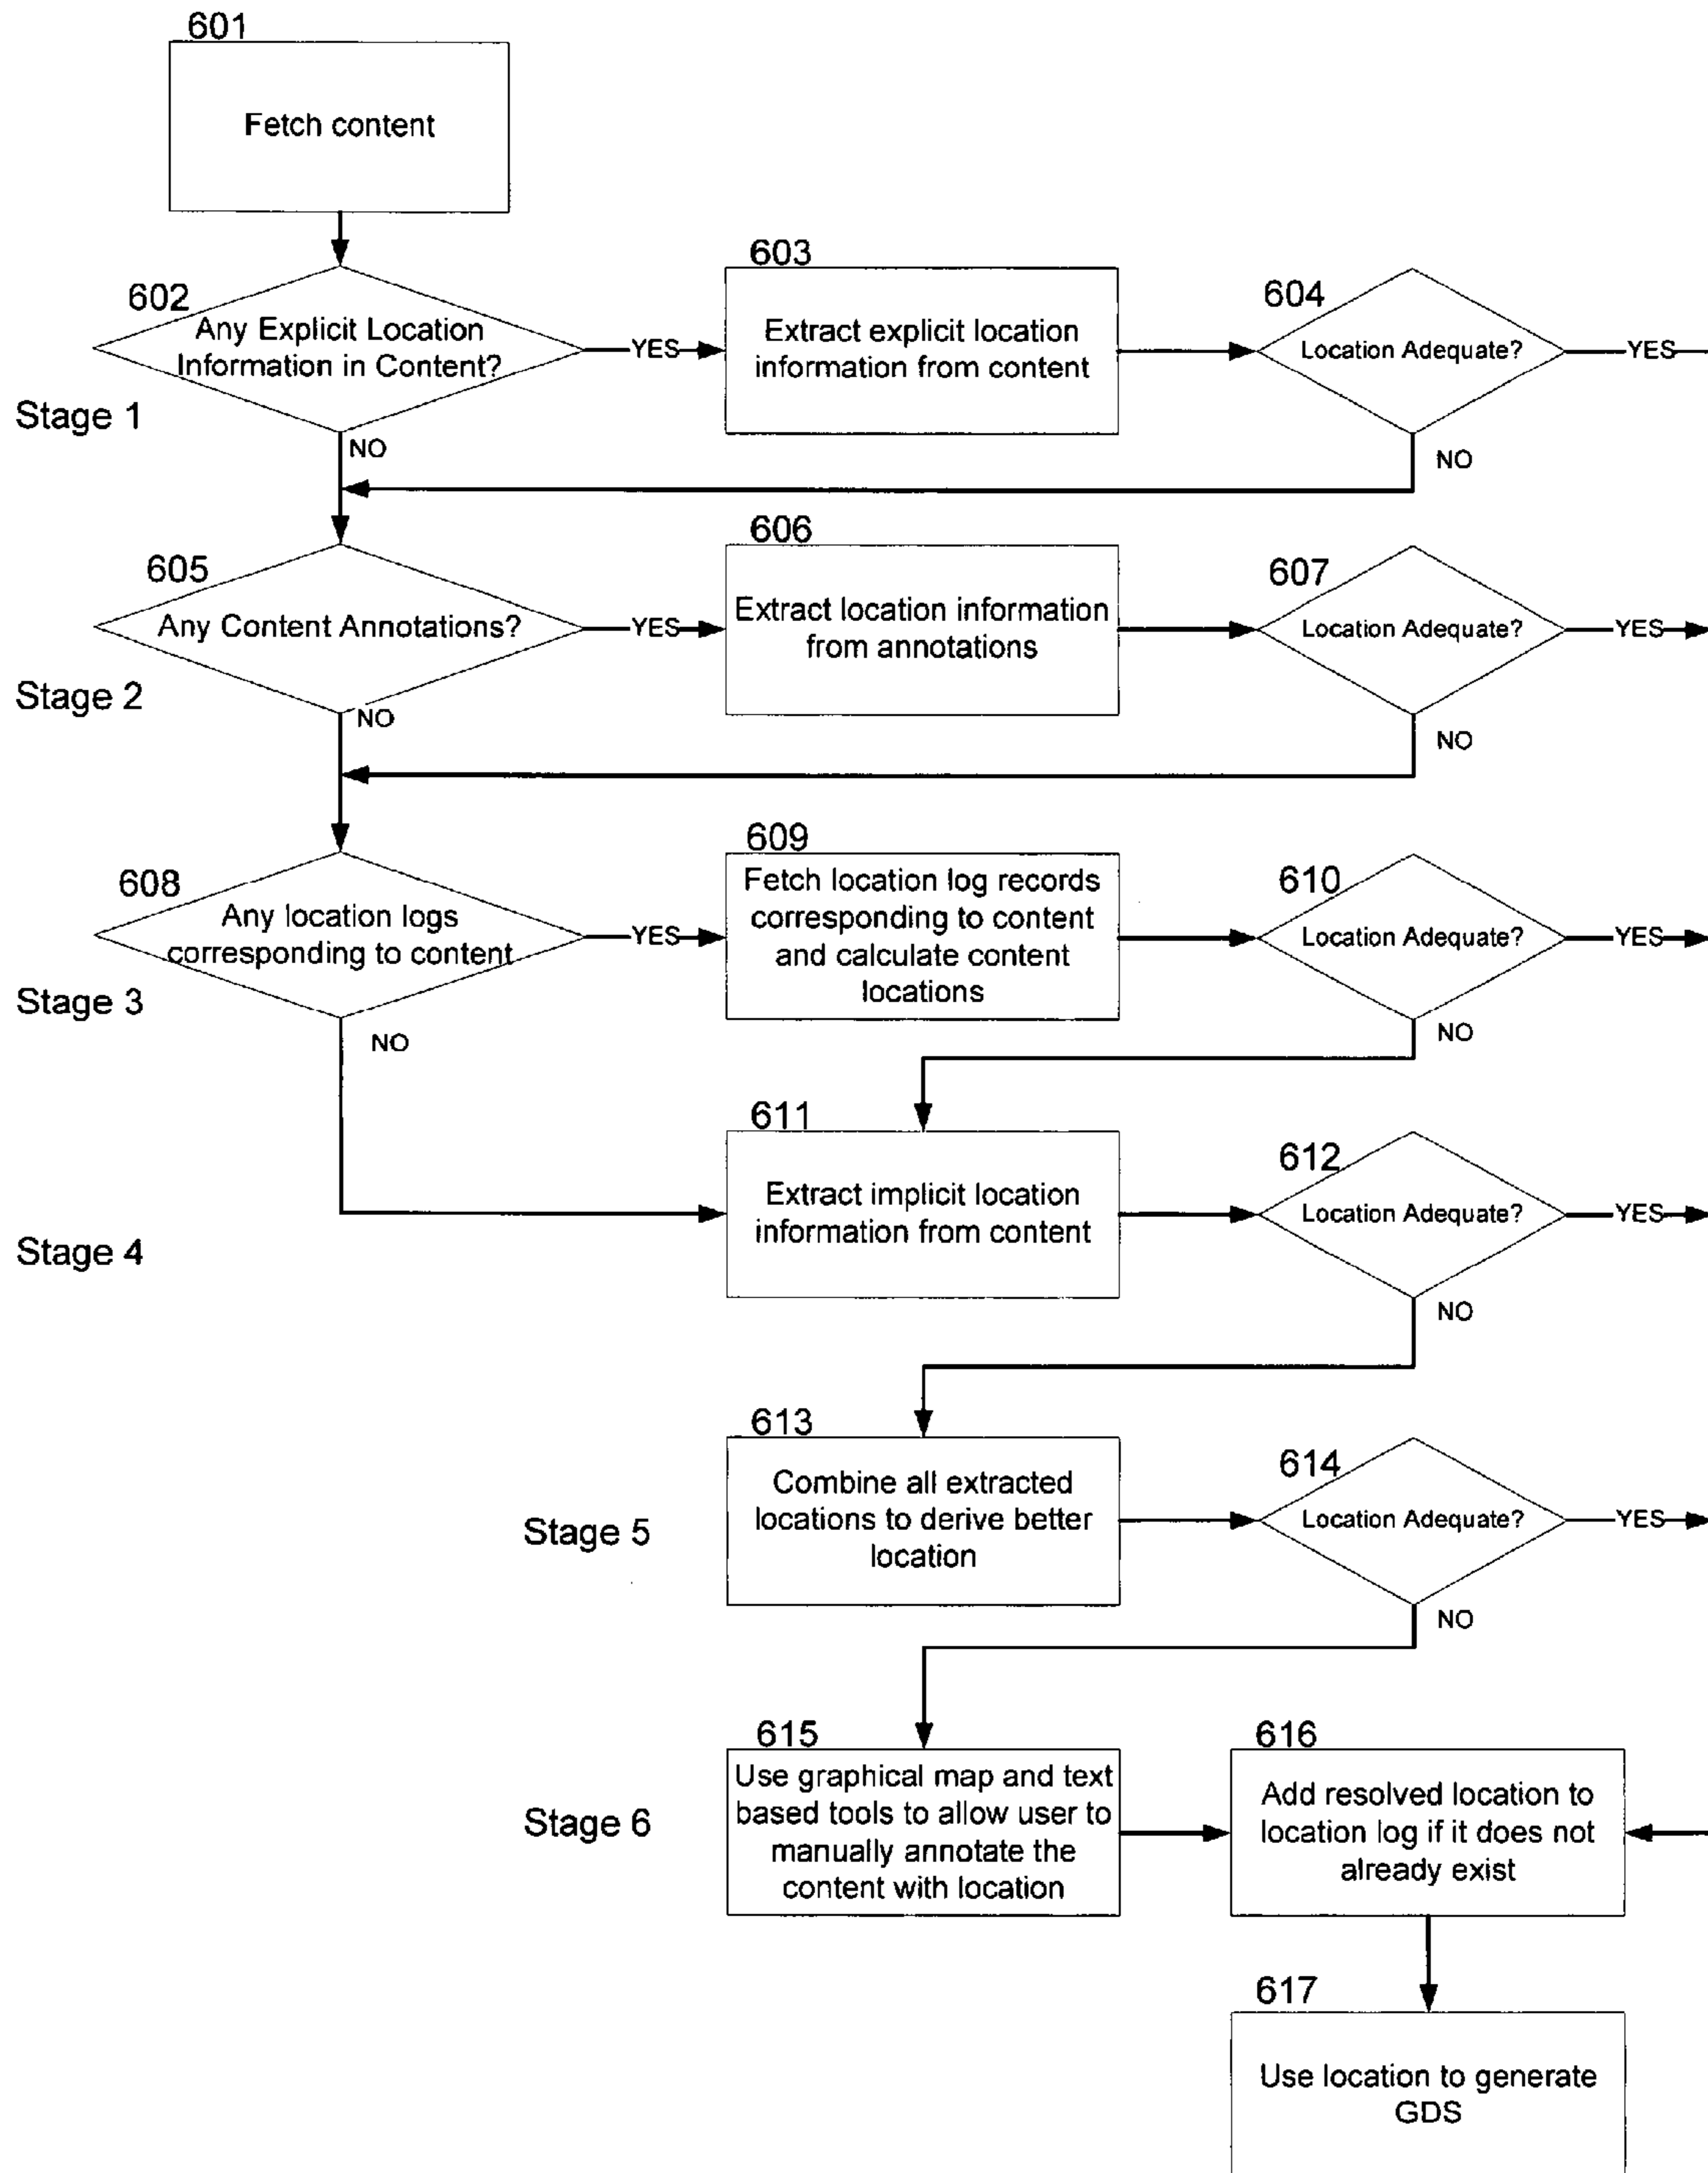 601
Fetch content
602
Any Explicit Location
Information in Content?
YES
603
Extract explicit location
information from content
604
Location Adequate?
YES
Stage 1
NO
NO
605
Any Content Annotations?
YES
606
Extract location information
from annotations
607
Location Adequate?
YES
Stage 2
NO
NO
608
Any location logs
corresponding to content
YES
609
Fetch location log records
corresponding to content
and calculate content
locations
610
Location Adequate?
YES
Stage 3
NO
NO
611
Extract implicit location
information from content
612
Location Adequate?
YES
Stage 4
NO
613
Combine all extracted
locations to derive better
location
614
Location Adequate?
YES
Stage 5
NO
615
Use graphical map and text
based tools to allow user to
manually annotate the
content with location
616
Add resolved location to
location log if it does not
already exist
Stage 6
617
Use location to generate
GDS